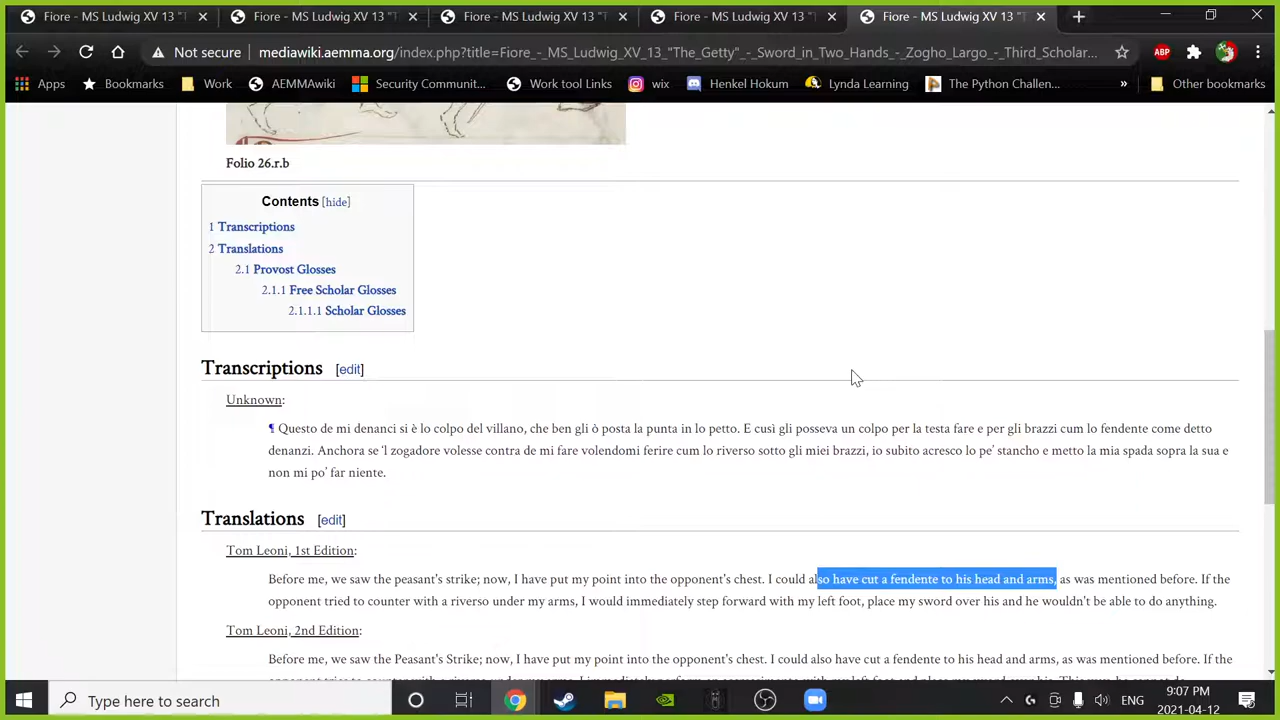 Fiore - MS Ludwig XV 13 "T
Fiore - MS Ludwig XV 13 "T
Fiore - MS Ludwig XV 13 "T
Fiore - MS Ludwig XV 13 "T
Fiore - MS Ludwig XV 13 "T
Not secure
mediawiki.aemma.org/index.php?title=Fiore_-_MS_Ludwig_XV_13_"The_Getty"_-_Sword_in_Two_Hands_-_Zogho_Largo_-_Third_Scholar...
ABP
Apps
Bookmarks
Work
AEMMAwiki
Security Communit...
Work tool Links
wix
Henkel Hokum
Lynda Learning
The Python Challen...
»
Other bookmarks
Folio 26.r.b
Contents [hide]
1 Transcriptions
2 Translations
2.1 Provost Glosses
2.1.1 Free Scholar Glosses
2.1.1.1 Scholar Glosses
Transcriptions [edit]
Unknown:
¶ Questo de mi denanci si è lo colpo del villano, che ben gli ò posta la punta in lo petto. E cusì gli posseva un colpo per la testa fare e per gli brazzi cum lo fendente come detto
denanzi. Anchora se 'l zogadore volesse contra de mi fare volendomi ferire cum lo riverso sotto gli miei brazzi, io subito acresco lo pe' stancho e metto la mia spada sopra la sua e
non mi po' far niente.
Translations [edit]
Tom Leoni, 1st Edition:
Before me, we saw the peasant's strike; now, I have put my point into the opponent's chest. I could also have cut a fendente to his head and arms, as was mentioned before. If the
opponent tried to counter with a riverso under my arms, I would immediately step forward with my left foot, place my sword over his and he wouldn't be able to do anything.
Tom Leoni, 2nd Edition:
Before me, we saw the Peasant's Strike; now, I have put my point into the opponent's chest. I could also have cut a fendente to his head and arms, as was mentioned before. If the
Type here to search
ENG
9:07 PM
2021-04-12